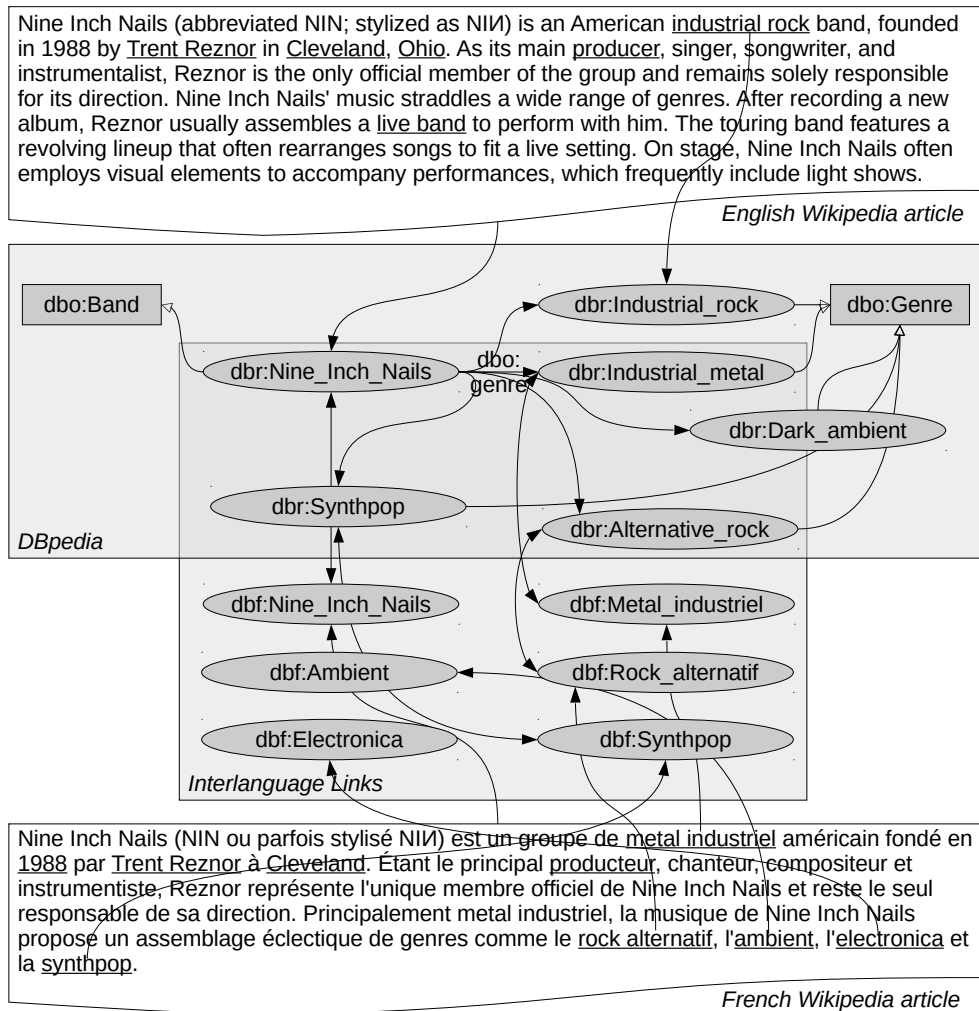 Nine Inch Nails (abbreviated NIN; stylized as NIИ) is an American industrial rock band, founded
in 1988 by Trent Reznor in Cleveland, Ohio. As its main producer, singer, songwriter, and
instrumentalist, Reznor is the only official member of the group and remains solely responsible
for its direction. Nine Inch Nails' music straddles a wide range of genres. After recording a new
album, Reznor usually assembles a live band to perform with him. The touring band features a
revolving lineup that often rearranges songs to fit a live setting. On stage, Nine Inch Nails often
employs visual elements to accompany performances, which frequently include light shows.
English Wikipedia article
dbo:Band
dbr:Industrial_rock
dbo:Genre
dbr:Nine_Inch_Nails
dbo:
genre
dbr:Industrial_metal
dbr:Dark_ambient
dbr:Synthpop
dbr:Alternative_rock
DBpedia
dbf:Nine_Inch_Nails
dbf:Metal_industriel
dbf:Ambient
dbf:Rock_alternatif
dbf:Electronica
dbf:Synthpop
Interlanguage Links
Nine Inch Nails (NIN ou parfois stylisé NIИ) est un groupe de metal industriel américain fondé en
1988 par Trent Reznor à Cleveland. Étant le principal producteur, chanteur, compositeur et
instrumentiste, Reznor représente l'unique membre officiel de Nine Inch Nails et reste le seul
responsable de sa direction. Principalement metal industriel, la musique de Nine Inch Nails
propose un assemblage éclectique de genres comme le rock alternatif, l'ambient, l'electronica et
la synthpop.
French Wikipedia article